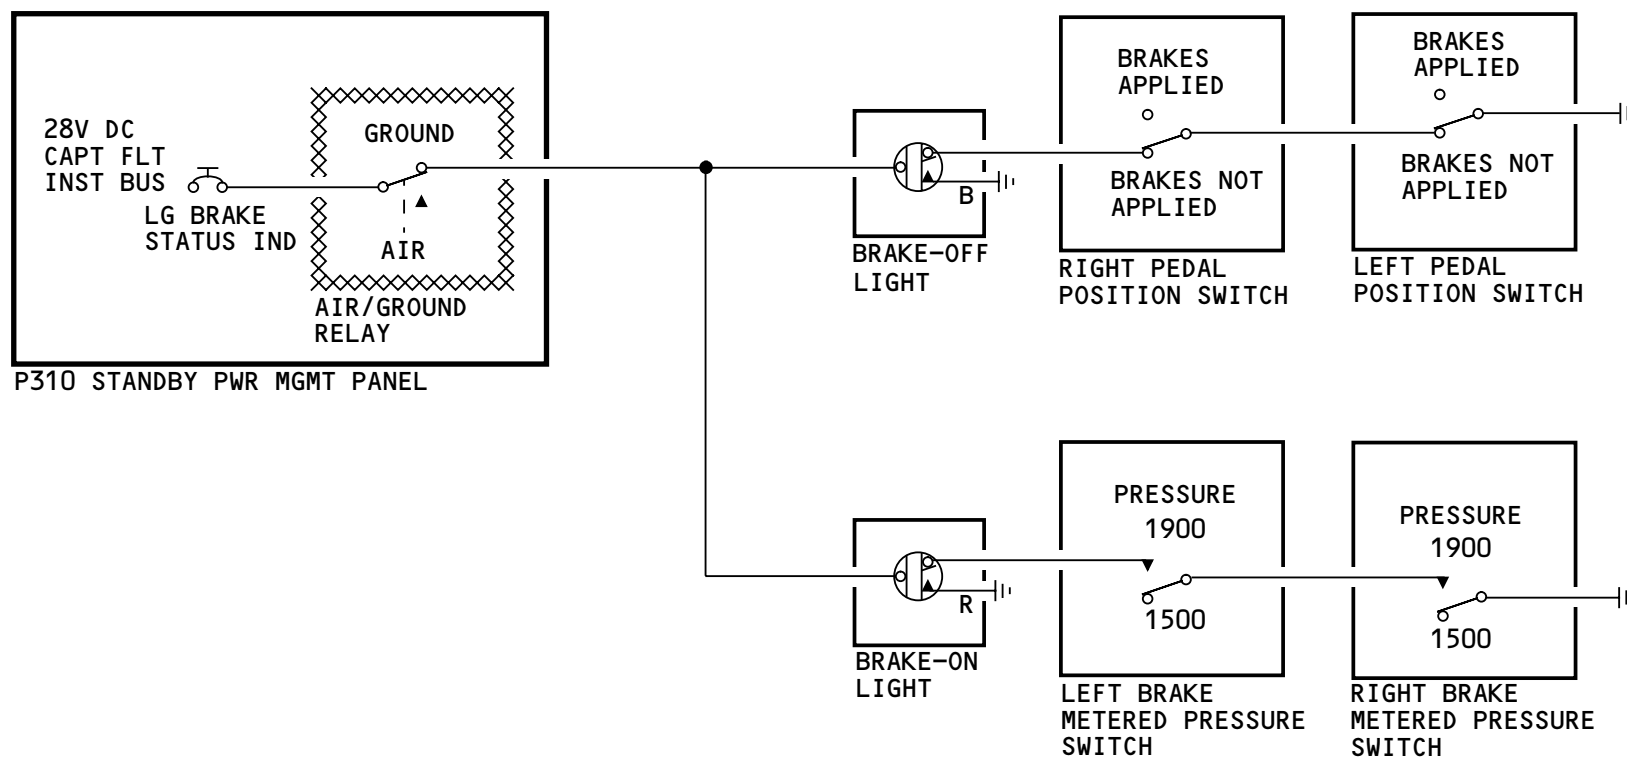 28V DC
CAPT FLT
INST BUS
LG BRAKE
STATUS IND
GROUND
AIR
AIR/GROUND
RELAY
P310 STANDBY PWR MGMT PANEL
B
BRAKE-OFF
LIGHT
BRAKES
APPLIED
BRAKES NOT
APPLIED
RIGHT PEDAL
POSITION SWITCH
BRAKES
APPLIED
BRAKES NOT
APPLIED
LEFT PEDAL
POSITION SWITCH
R
BRAKE-ON
LIGHT
PRESSURE
1900
1500
LEFT BRAKE
METERED PRESSURE
SWITCH
PRESSURE
1900
1500
RIGHT BRAKE
METERED PRESSURE
SWITCH